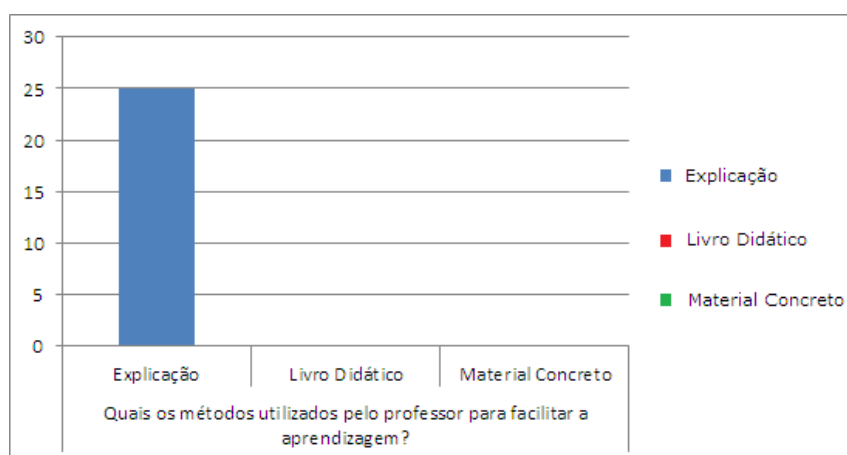 30
25
20
15
10
5
0
Explicação
Livro Didático
Material Concreto
Quais os métodos utilizados pelo professor para facilitar a
aprendizagem?
Explicação
Livro Didático
Material Concreto